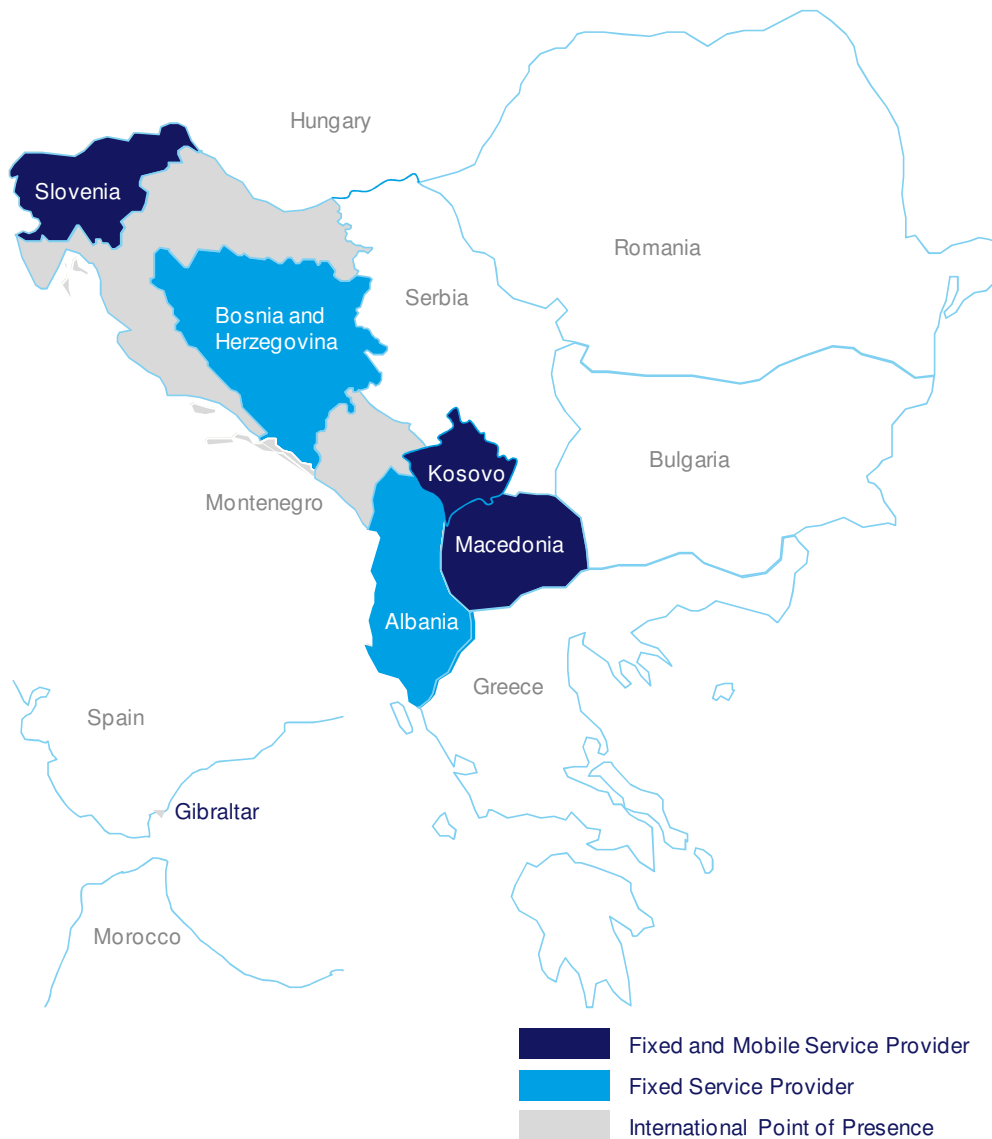 Hungary
Slovenia
Romania
Serbia
Bosnia and
Herzegovina
Bulgaria
Kosovo
Montenegro
Macedonia
Albania
Greece
Spain
Gibraltar
Morocco
Fixed and Mobile Service Provider
Fixed Service Provider
International Point of Presence